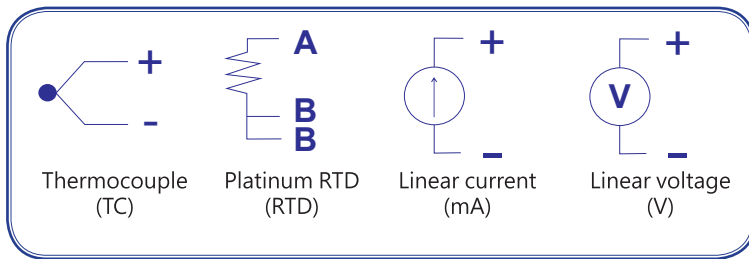 +
-
A
B
B
+
-
V
+
-
Thermocouple
(TC)
Platinum RTD
(RTD)
Linear current
(mA)
Linear voltage
(V)